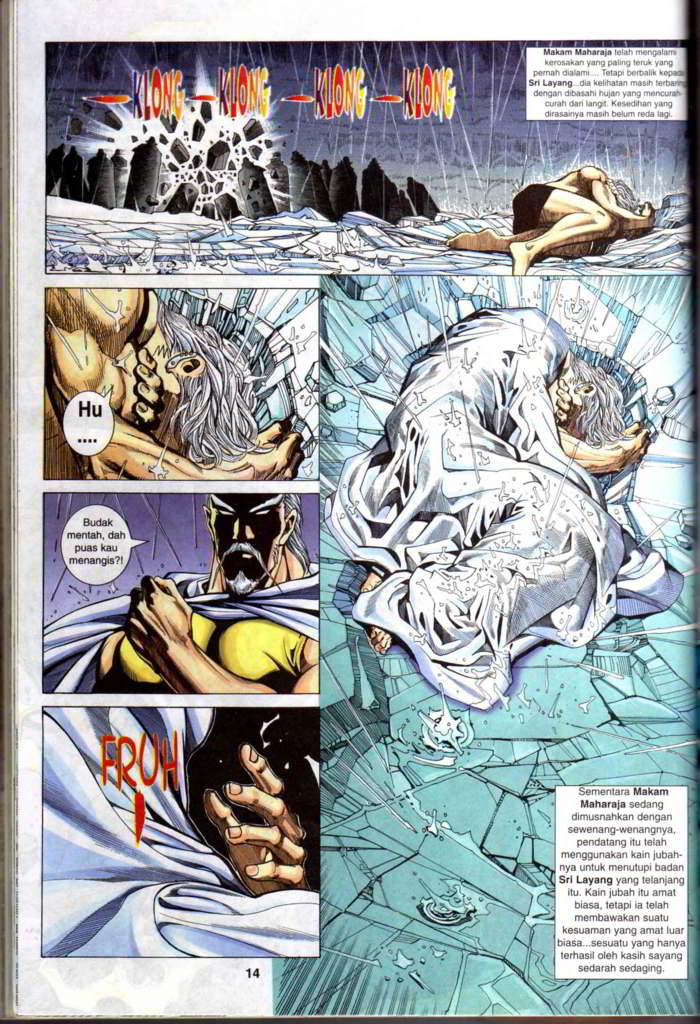 Makam Maharaja telah mengalami
kerosakan yang paling teruk yang
pernah dialami.... Tetapi berbalik kepada
Sri Layang...dia kelihatan masih terbaring
dengan dibasahi hujan yang mencurah-
curah dari langit. Kesedihan yang
dirasainya masih belum reda lagi.
KLONG KLONG KLONG KLONG
Hu
....
Budak
mentah, dah
puas kau
menangis?!
FRUH!
Sementara Makam
Maharaja sedang
dimusnahkan dengan
sewenang-wenangnya,
pendatang itu telah
menggunakan kain jubah-
nya untuk menutupi badan
Sri Layang yang telanjang
itu. Kain jubah itu amat
biasa, tetapi ia telah
membawakan suatu
kesuaman yang amat luar
biasa...sesuatu yang hanya
terhasil oleh kasih sayang
sedarah sedaging.
14